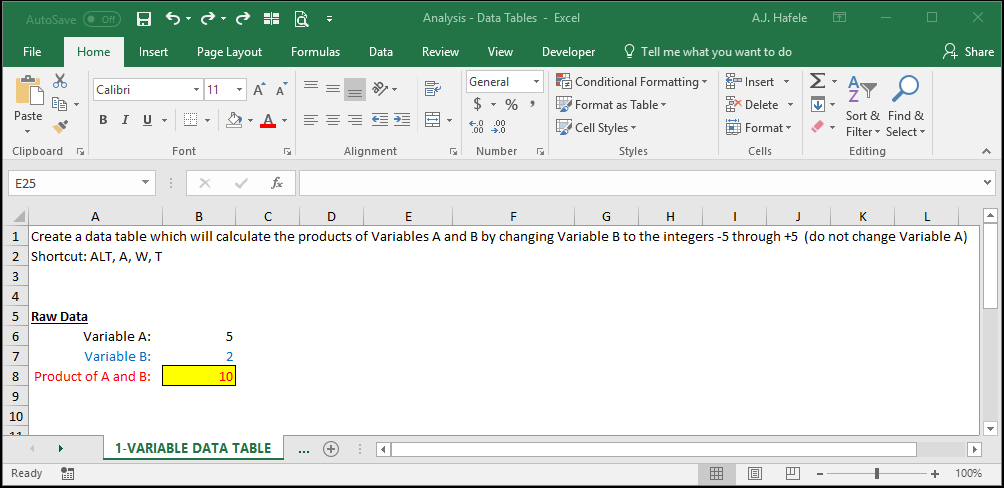 AutoSave Off Analysis - Data Tables - Excel A.J. Hafele
File Home Insert Page Layout Formulas Data Review View Developer Tell me what you want to do Share
Calibri 11 A A General Conditional Formatting Insert Σ A Z
Paste B I U A $ % , Format as Table Delete Sort & Find &
.00 .00 Cell Styles Format Filter Select
Clipboard Font Alignment Number Styles Cells Editing
E25 fx
A B C D E F G H I J K L
1 Create a data table which will calculate the products of Variables A and B by changing Variable B to the integers -5 through +5 (do not change Variable A)
2 Shortcut: ALT, A, W, T
3
4
5 Raw Data
6 Variable A: 5
7 Variable B: 2
8 Product of A and B: 10
9
10
11
1-VARIABLE DATA TABLE ...
Ready 100%